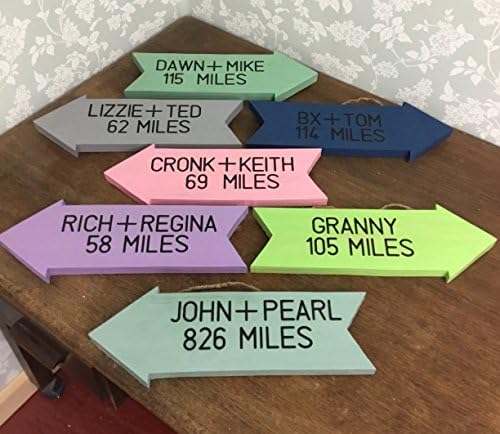 DAWN+MIKE
115 MILES
LIZZIE+TED
62 MILES
BX+TOM
114 MILES
CRONK+KEITH
69 MILES
RICH+REGINA
58 MILES
GRANNY
105 MILES
JOHN+PEARL
826 MILES